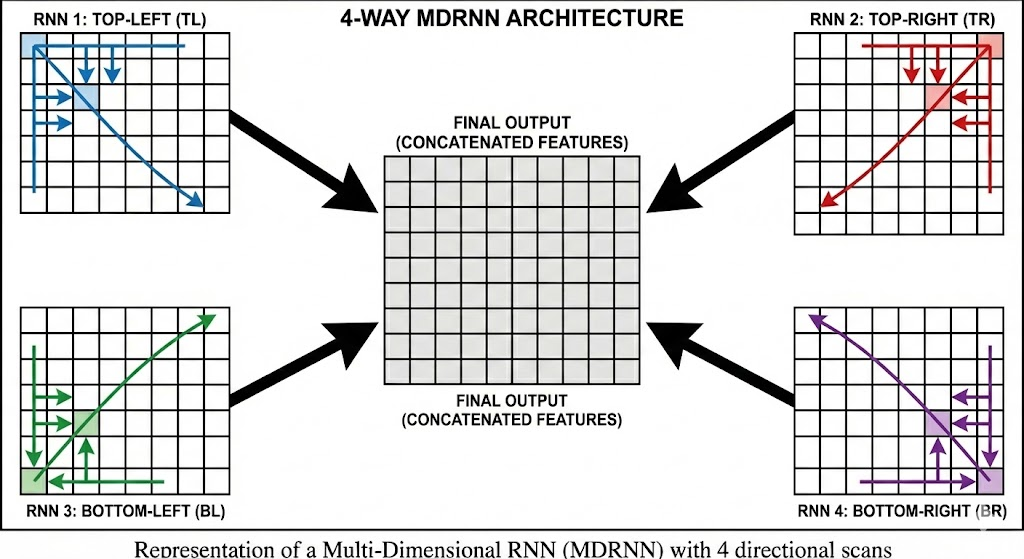 4-WAY MDRNN ARCHITECTURE
RNN 1: TOP-LEFT (TL)
RNN 2: TOP-RIGHT (TR)
FINAL OUTPUT
(CONCATENATED FEATURES)
FINAL OUTPUT
(CONCATENATED FEATURES)
RNN 3: BOTTOM-LEFT (BL)
RNN 4: BOTTOM-RIGHT (BR)
Representation of a Multi-Dimensional RNN (MDRNN) with 4 directional scans